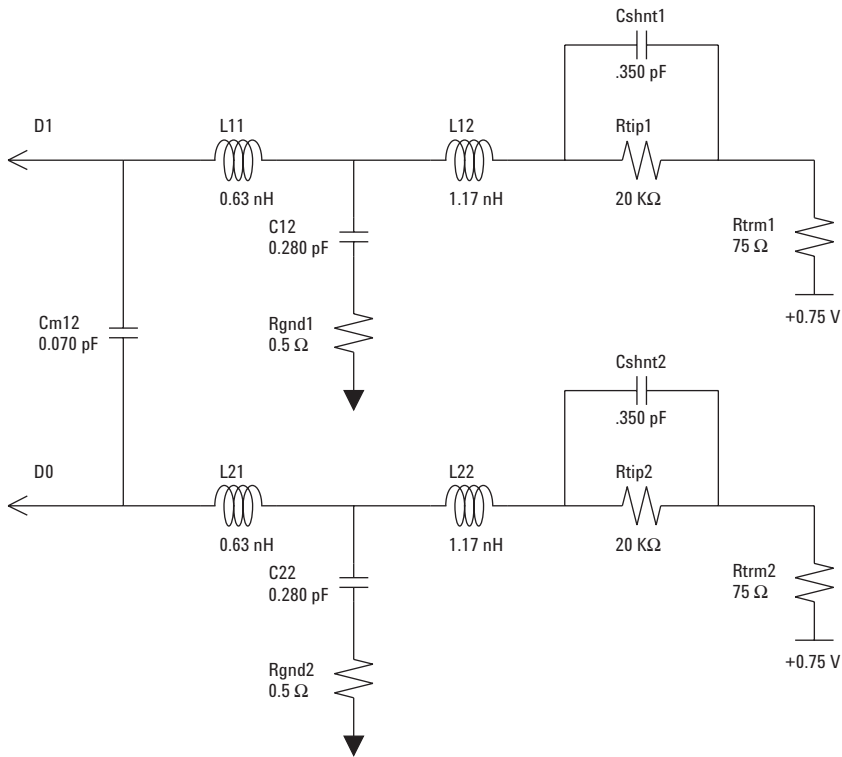 Cshnt1
.350 pF
D1
L11
L12
Rtip1
0.63 nH
1.17 nH
20 KΩ
C12
0.280 pF
Rtrm1
75 Ω
+0.75 V
Cm12
0.070 pF
Rgnd1
0.5 Ω
Cshnt2
.350 pF
D0
L21
L22
Rtip2
0.63 nH
1.17 nH
20 KΩ
C22
0.280 pF
Rtrm2
75 Ω
+0.75 V
Rgnd2
0.5 Ω